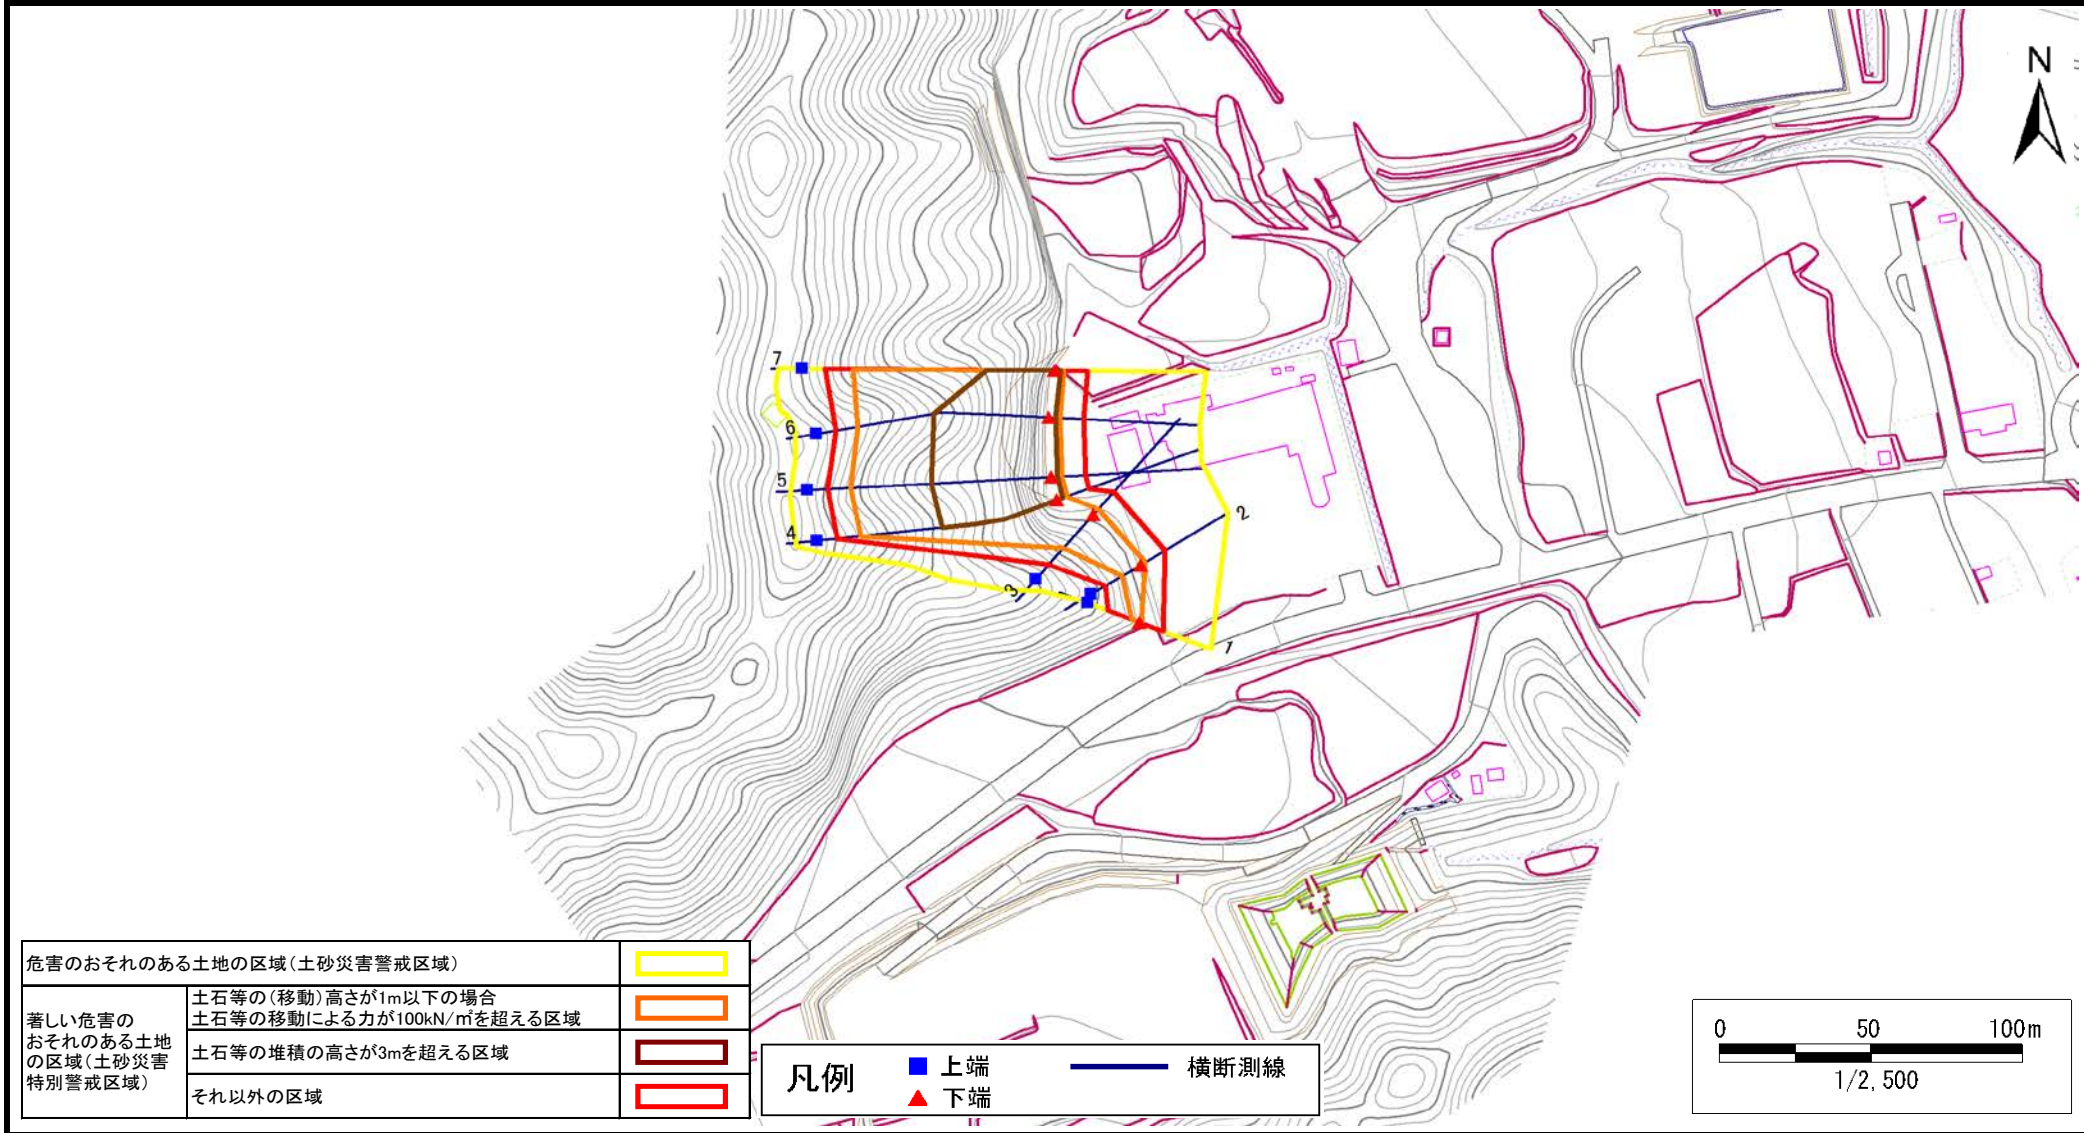 N
7
6
5
4
3
2
1
危害のおそれのある土地の区域(土砂災害警戒区域)
著しい危害の
おそれのある土地
の区域(土砂災害
特別警戒区域)
土石等の(移動)高さが1m以下の場合
土石等の移動による力が100kN/㎡を超える区域
土石等の堆積の高さが3mを超える区域
それ以外の区域
凡例
上端
下端
横断測線
0 50 100m
1/2,500